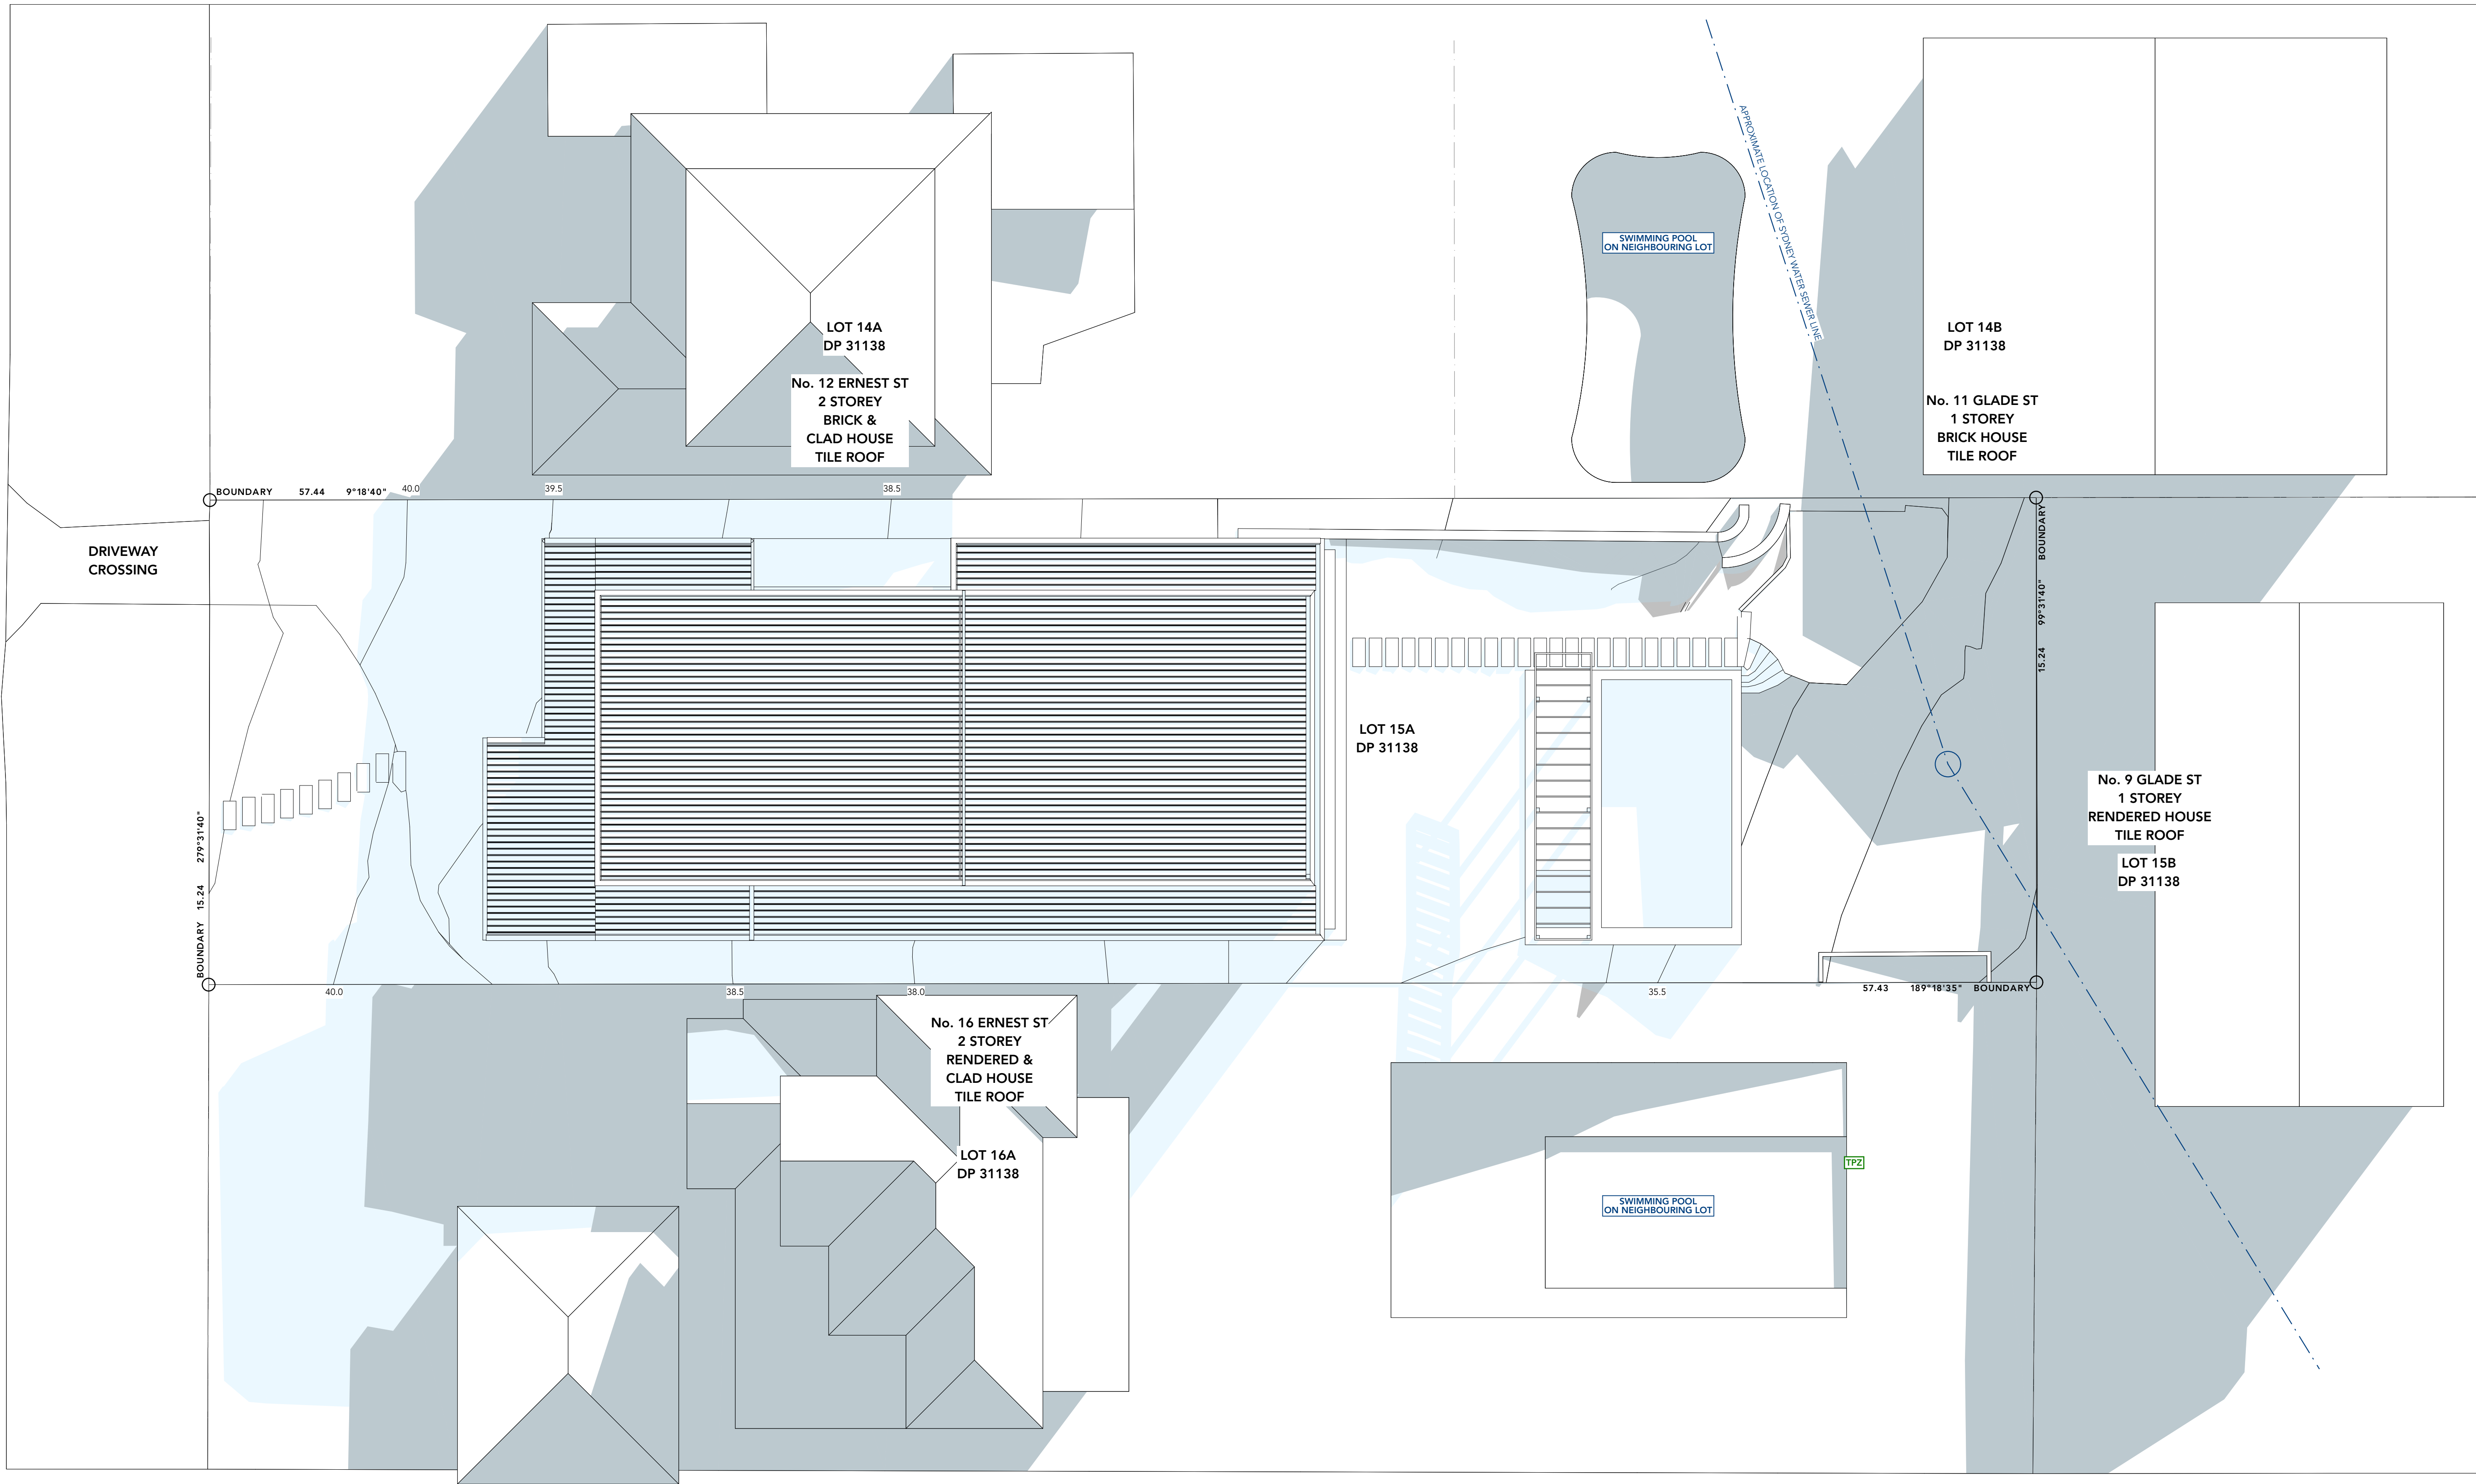 APPROXIMATE LOCATION OF SYDNEY WATER SEWER LINE
SWIMMING POOL
ON NEIGHBOURING LOT
LOT 14A
DP 31138
No. 12 ERNEST ST
2 STOREY
BRICK &
CLAD HOUSE
TILE ROOF
LOT 14B
DP 31138
No. 11 GLADE ST
1 STOREY
BRICK HOUSE
TILE ROOF
BOUNDARY 57.44 9°18'40"
40.0
39.5
38.5
DRIVEWAY
CROSSING
BOUNDARY 15.24 279°31'40"
15.24 99°31'40" BOUNDARY
LOT 15A
DP 31138
No. 9 GLADE ST
1 STOREY
RENDERED HOUSE
TILE ROOF
LOT 15B
DP 31138
40.0
38.5
38.0
35.5
57.43 189°18'35" BOUNDARY
No. 16 ERNEST ST
2 STOREY
RENDERED &
CLAD HOUSE
TILE ROOF
LOT 16A
DP 31138
TPZ
SWIMMING POOL
ON NEIGHBOURING LOT